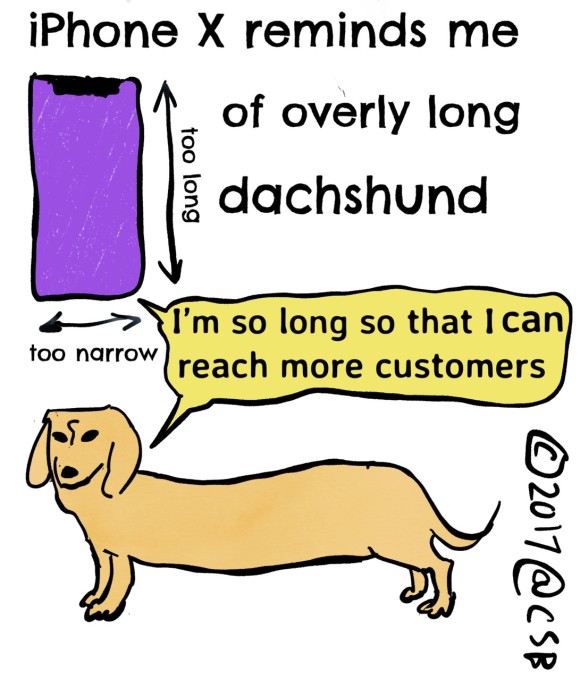 iPhone X reminds me
of overly long
too long
dachshund
too narrow
I'm so long so that I can
reach more customers
©2017@CSB